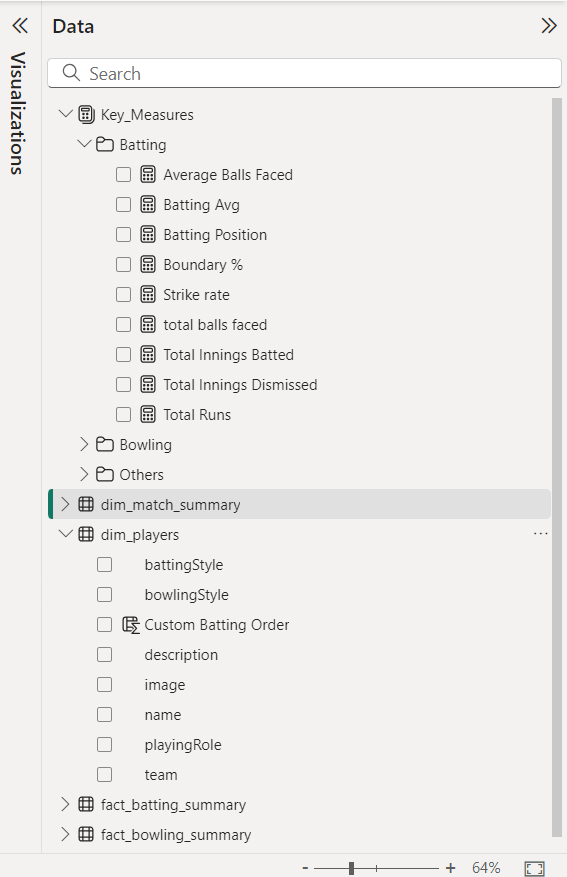 Data
Visualizations
Search
Key_Measures
Batting
Average Balls Faced
Batting Avg
Batting Position
Boundary %
Strike rate
total balls faced
Total Innings Batted
Total Innings Dismissed
Total Runs
Bowling
Others
dim_match_summary
dim_players
battingStyle
bowlingStyle
Custom Batting Order
description
image
name
playingRole
team
fact_batting_summary
fact_bowling_summary
- + 64%